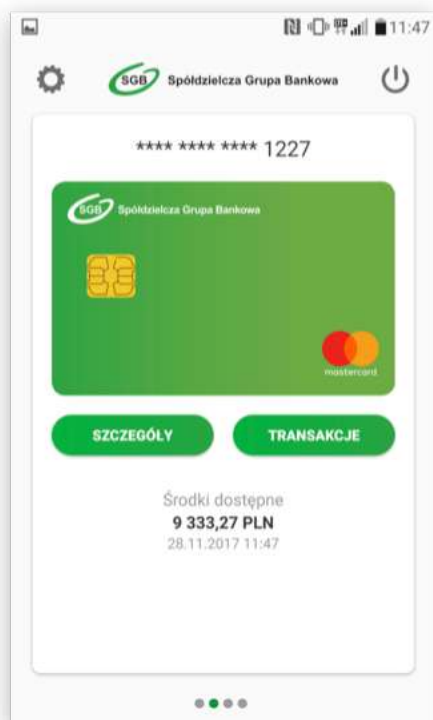 11:47
SGB Spółdzielcza Grupa Bankowa
**** **** **** 1227
SGB Spółdzielcza Grupa Bankowa
mastercard
SZCZEGÓŁY TRANSAKCJE
Środki dostępne
9 333,27 PLN
28.11.2017 11:47